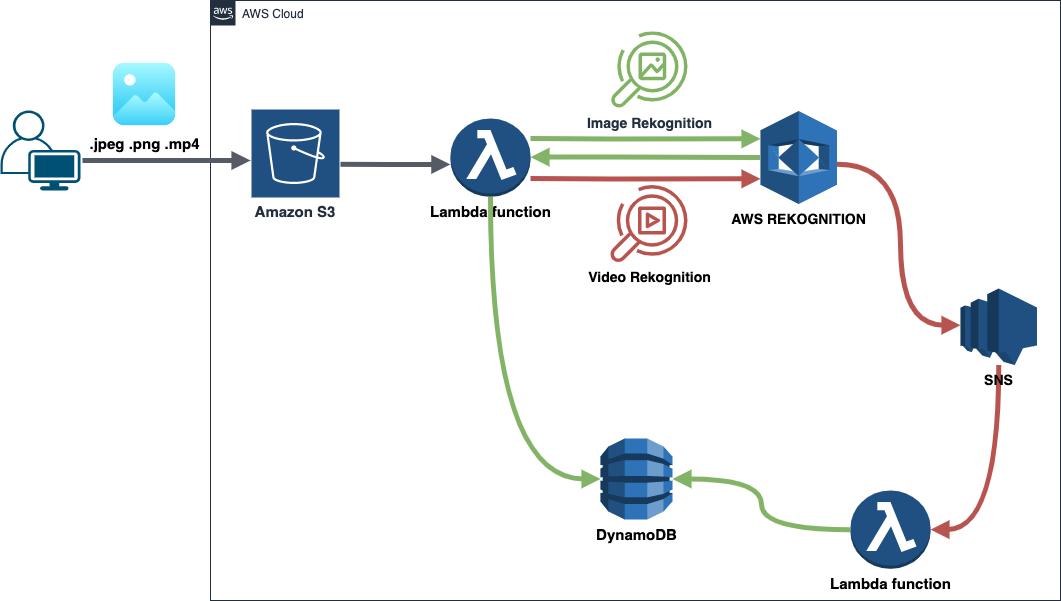 aws
AWS Cloud
.jpeg .png .mp4
Image Rekognition
Amazon S3
Lambda function
AWS REKOGNITION
Video Rekognition
SNS
DynamoDB
Lambda function